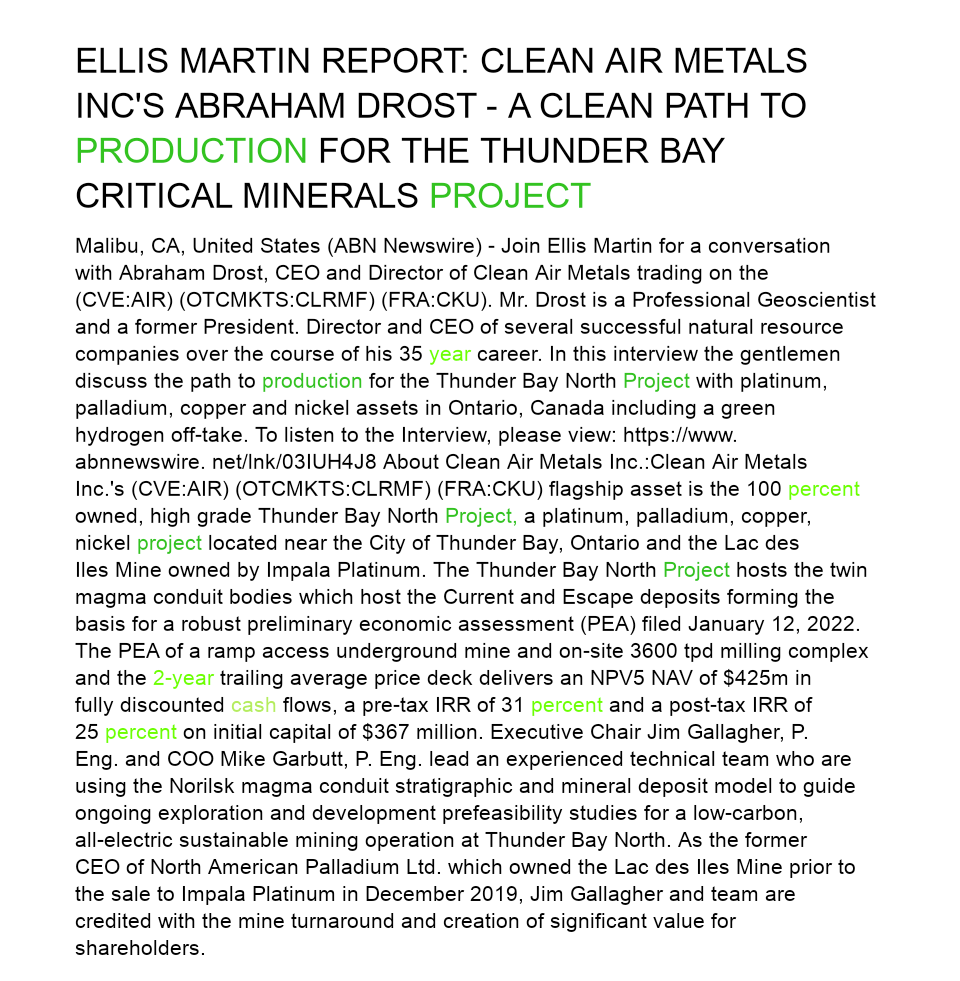 ELLIS MARTIN REPORT: CLEAN AIR METALS
INC'S ABRAHAM DROST - A CLEAN PATH TO
PRODUCTION FOR THE THUNDER BAY
CRITICAL MINERALS PROJECT
Malibu, CA, United States (ABN Newswire) - Join Ellis Martin for a conversation
with Abraham Drost, CEO and Director of Clean Air Metals trading on the
(CVE:AIR) (OTCMKTS:CLRMF) (FRA:CKU). Mr. Drost is a Professional Geoscientist
and a former President. Director and CEO of several successful natural resource
companies over the course of his 35 year career. In this interview the gentlemen
discuss the path to production for the Thunder Bay North Project with platinum,
palladium, copper and nickel assets in Ontario, Canada including a green
hydrogen off-take. To listen to the Interview, please view: https://www.
abnnewswire. net/lnk/03IUH4J8 About Clean Air Metals Inc.:Clean Air Metals
Inc.'s (CVE:AIR) (OTCMKTS:CLRMF) (FRA:CKU) flagship asset is the 100 percent
owned, high grade Thunder Bay North Project, a platinum, palladium, copper,
nickel project located near the City of Thunder Bay, Ontario and the Lac des
Iles Mine owned by Impala Platinum. The Thunder Bay North Project hosts the twin
magma conduit bodies which host the Current and Escape deposits forming the
basis for a robust preliminary economic assessment (PEA) filed January 12, 2022.
The PEA of a ramp access underground mine and on-site 3600 tpd milling complex
and the 2-year trailing average price deck delivers an NPV5 NAV of $425m in
fully discounted cash flows, a pre-tax IRR of 31 percent and a post-tax IRR of
25 percent on initial capital of $367 million. Executive Chair Jim Gallagher, P.
Eng. and COO Mike Garbutt, P. Eng. lead an experienced technical team who are
using the Norilsk magma conduit stratigraphic and mineral deposit model to guide
ongoing exploration and development prefeasibility studies for a low-carbon,
all-electric sustainable mining operation at Thunder Bay North. As the former
CEO of North American Palladium Ltd. which owned the Lac des Iles Mine prior to
the sale to Impala Platinum in December 2019, Jim Gallagher and team are
credited with the mine turnaround and creation of significant value for
shareholders.